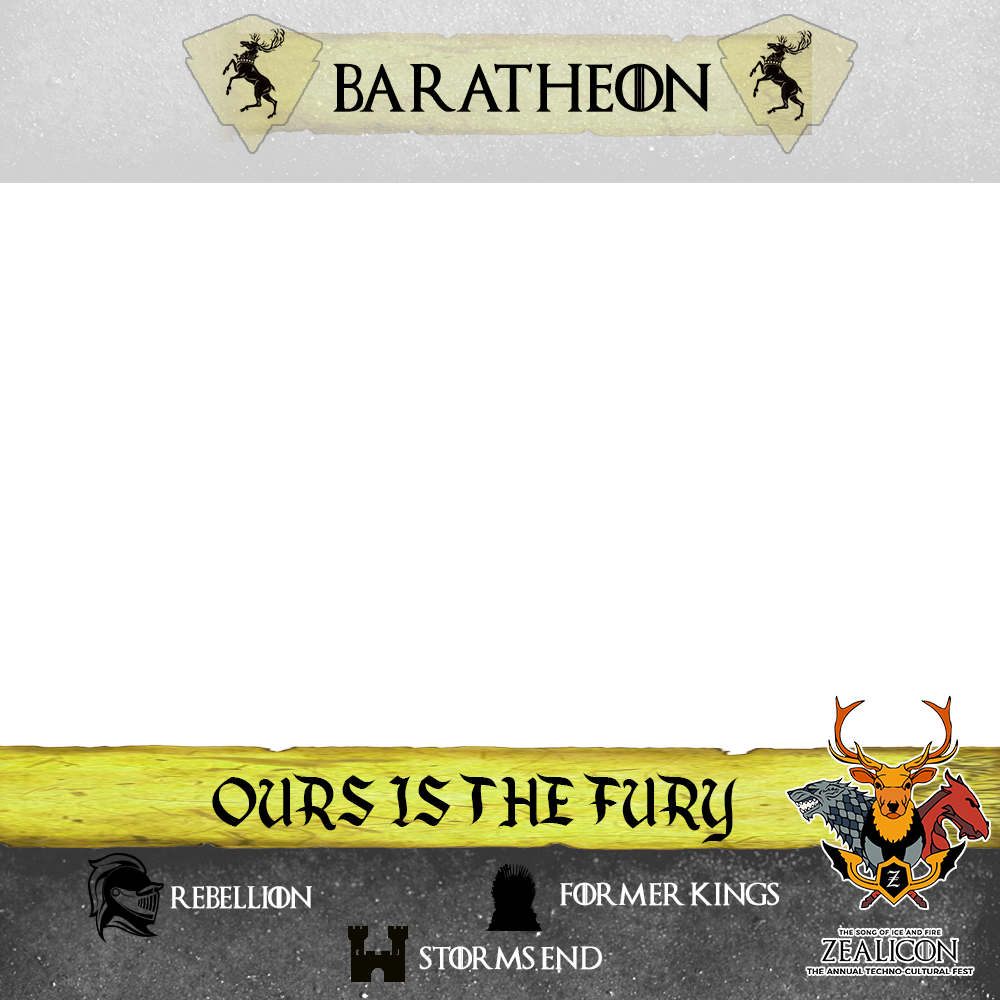 BARATHEON
OURS IS THE FURY
REBELLION
FORMER KINGS
STORMS END
Z
THE SONG OF ICE AND FIRE
ZEALICON
THE ANNUAL TECHNO-CULTURAL FEST